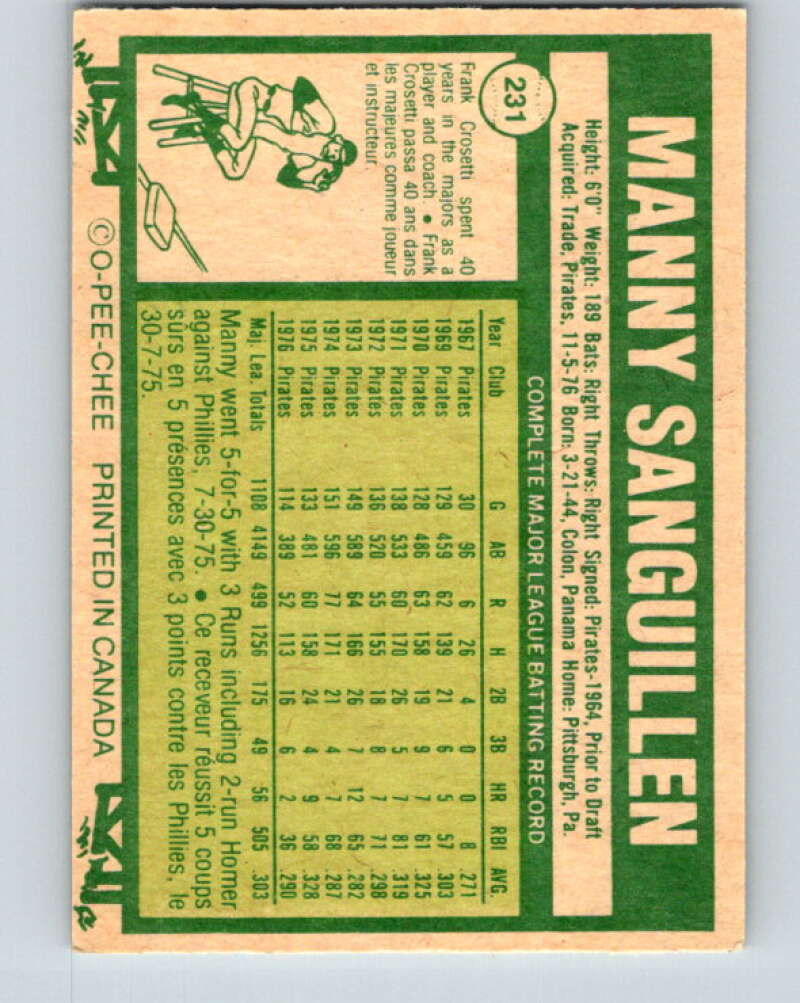 MANNY SANGUILLEN
231
Height: 6'0" Weight: 189 Bats: Right Throws: Right Signed: Pirates-1964, Prior to Draft
Acquired: Trade, Pirates, 11-5-76 Born: 3-21-44, Colon, Panama Home: Pittsburgh, Pa.
COMPLETE MAJOR LEAGUE BATTING RECORD
Frank Crosetti spent 40
years in the majors as a
player and coach. • Frank
Crosetti passa 40 ans dans
les majeures comme joueur
et instructeur.
Year Club G AB R H 2B 3B HR RBI AVG.
1967 Pirates 30 96 6 26 4 0 0 8 .271
1969 Pirates 129 459 62 139 21 6 5 57 .303
1970 Pirates 128 486 63 158 19 9 7 61 .325
1971 Pirates 138 533 60 170 26 5 7 81 .319
1972 Pirates 136 520 55 155 18 8 7 71 .298
1973 Pirates 149 589 64 166 26 7 12 65 .282
1974 Pirates 151 596 77 171 21 4 7 68 .287
1975 Pirates 133 481 60 158 24 4 9 58 .328
1976 Pirates 114 389 52 113 16 6 2 36 .290
Maj. Lea. Totals 1108 4149 499 1256 175 49 56 505 .303
Manny went 5-for-5 with 3 Runs including 2-run Homer
against Phillies, 7-30-75. • Ce receveur réussit 5 coups
sûrs en 5 présences avec 3 points contre les Phillies, le
30-7-75.
©O-PEE-CHEE PRINTED IN CANADA